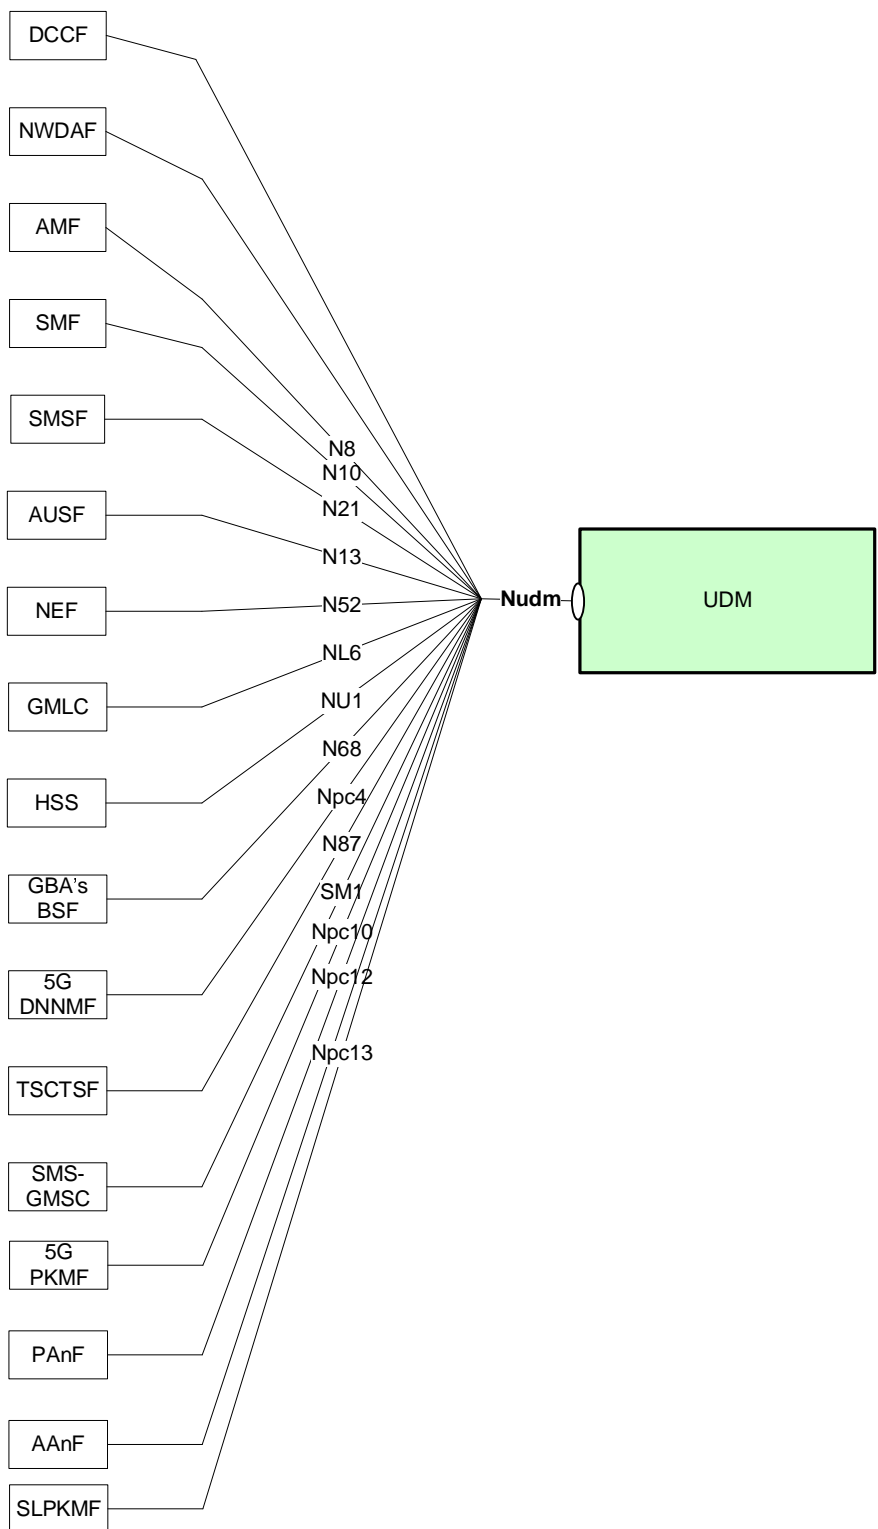 DCCF
NWDAF
AMF
SMF
SMSF
AUSF
NEF
GMLC
HSS
GBA's
BSF
5G
DNNMF
TSCTSF
SMS-
GMSC
5G
PKMF
PAnF
AAnF
SLPKMF
N8
N10
N21
N13
N52
NL6
NU1
N68
Npc4
N87
SM1
Npc10
Npc12
Npc13
Nudm
UDM